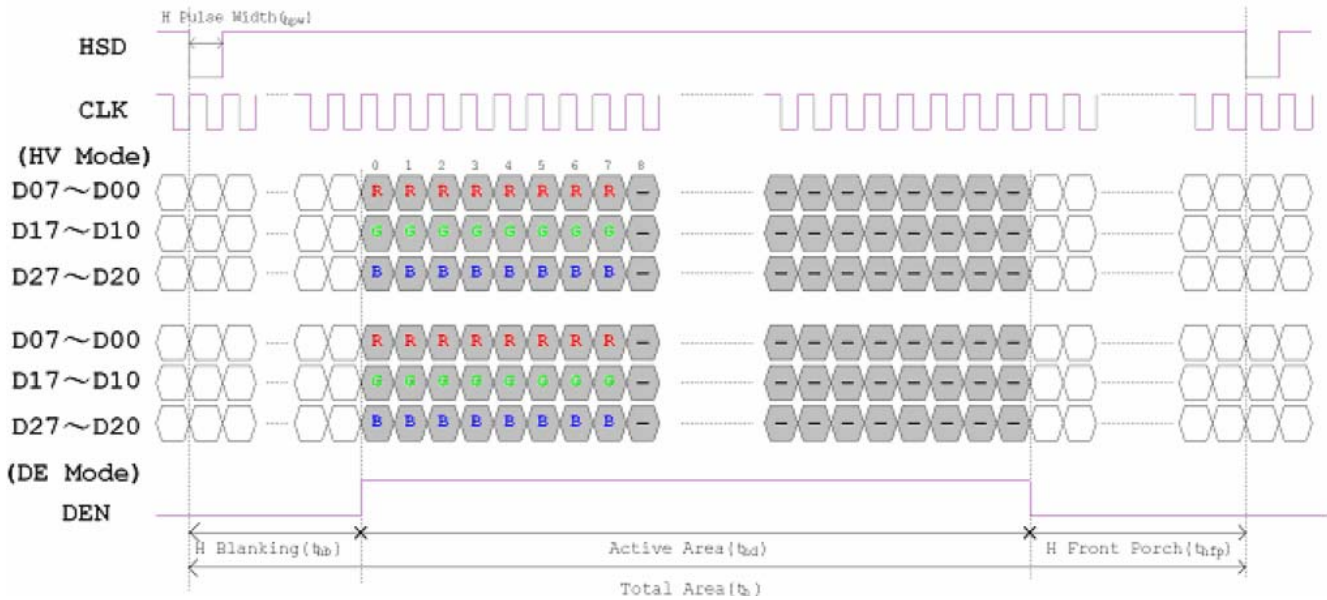 H Pulse Width(thpw)
HSD
CLK
(HV Mode)
0 1 2 3 4 5 6 7 8
D07～D00 R R R R R R R R — — — — — — — — —
D17～D10 G G G G G G G G — — — — — — — — —
D27～D20 B B B B B B B B — — — — — — — — —
D07～D00 R R R R R R R R — — — — — — — — —
D17～D10 G G G G G G G G — — — — — — — — —
D27～D20 B B B B B B B B — — — — — — — — —
(DE Mode)
DEN
H Blanking(thb) Active Area(thd) H Front Porch(thfp)
Total Area(th)